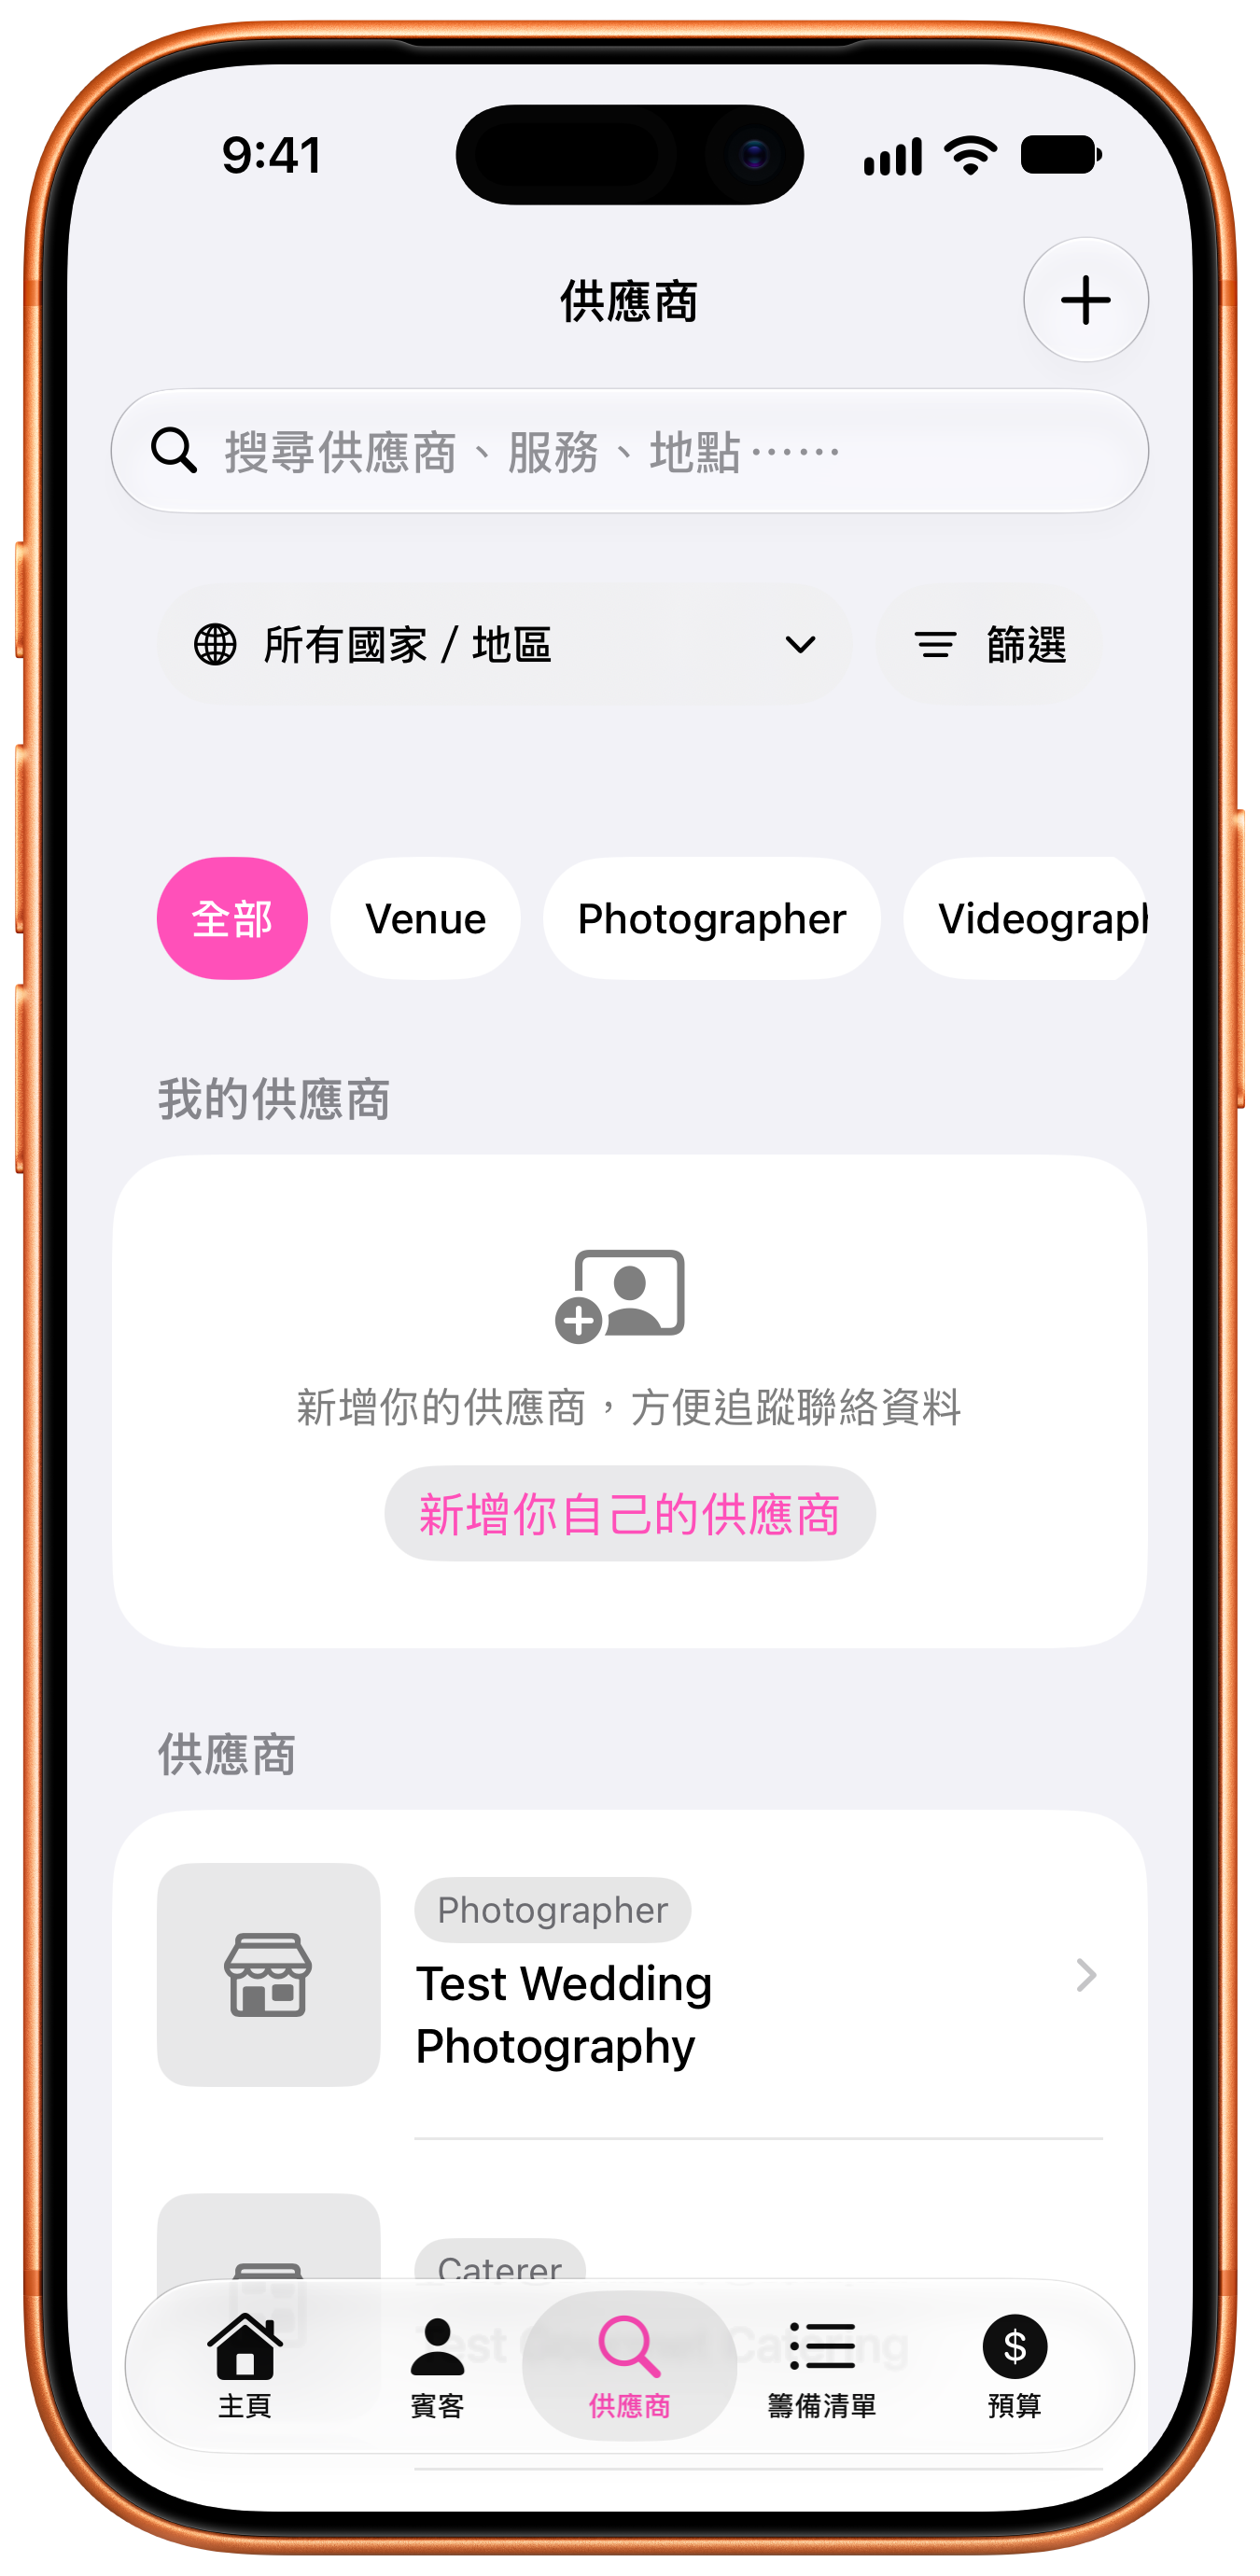 9:41
供應商
搜尋供應商、服務、地點……
所有國家 / 地區
篩選
全部
Venue
Photographer
Videograph
我的供應商
新增你的供應商，方便追蹤聯絡資料
新增你自己的供應商
供應商
Photographer
Test Wedding
Photography
Caterer
Test Catering
主頁
賓客
供應商
籌備清單
預算